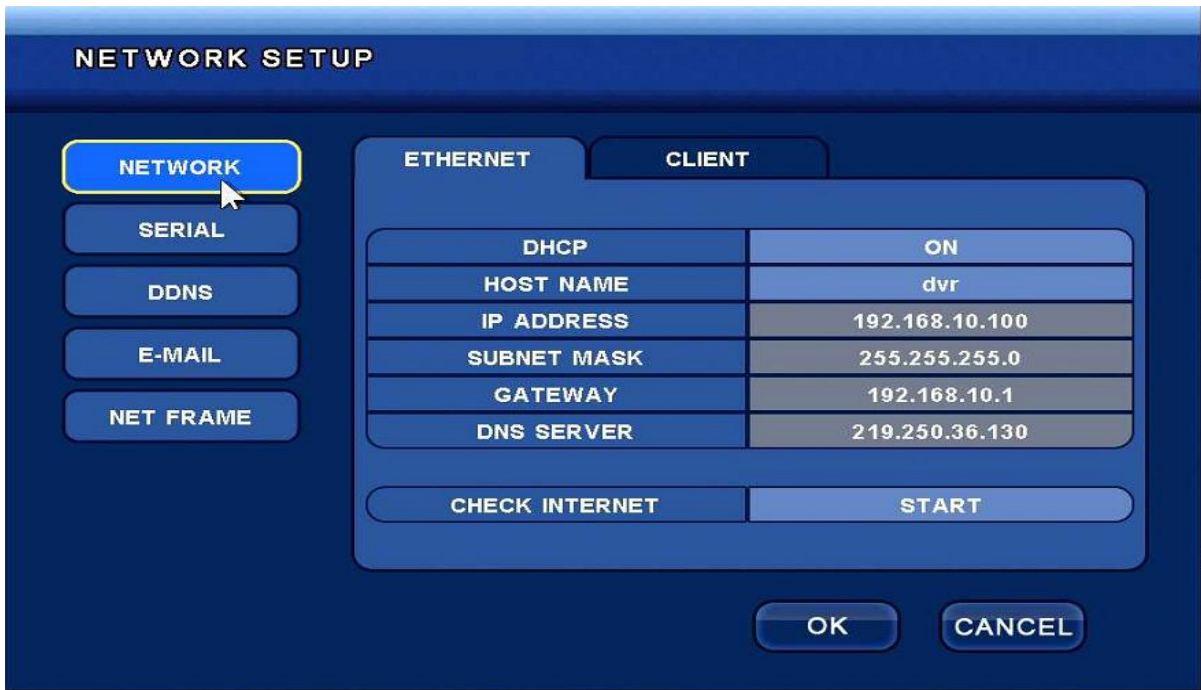 NETWORK SETUP
NETWORK
SERIAL
DDNS
E-MAIL
NET FRAME
ETHERNET CLIENT
DHCP ON
HOST NAME dvr
IP ADDRESS 192.168.10.100
SUBNET MASK 255.255.255.0
GATEWAY 192.168.10.1
DNS SERVER 219.250.36.130
CHECK INTERNET START
OK CANCEL